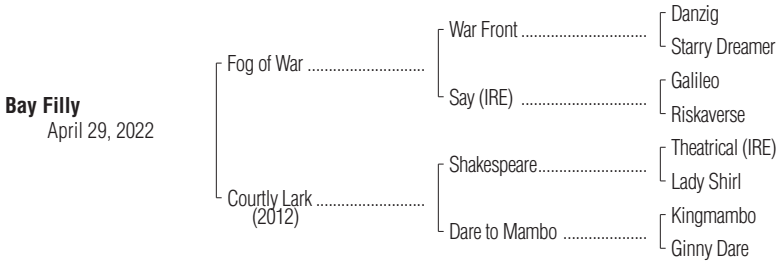 Danzig
War Front ................................
Starry Dreamer
Fog of War ..............................
Galileo
Say (IRE) ................................
Riskaverse
Bay Filly
April 29, 2022
Theatrical (IRE)
Shakespeare............................
Lady Shirl
Courtly Lark ............................
(2012)
Kingmambo
Dare to Mambo .....................
Ginny Dare